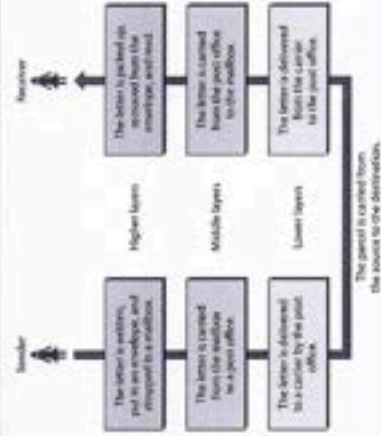 Sender
Receiver
The letter is written,
put in an envelope, and
dropped in a mailbox.
Higher layers
The letter is picked up,
removed from the
envelope, and read.
The letter is carried
from the mailbox
to a post office.
Middle layers
The letter is carried
from the post office
to the mailbox.
The letter is delivered
to a carrier by the post
office.
Lower layers
The letter is delivered
from the carrier
to the post office.
The parcel is carried from
the source to the destination.